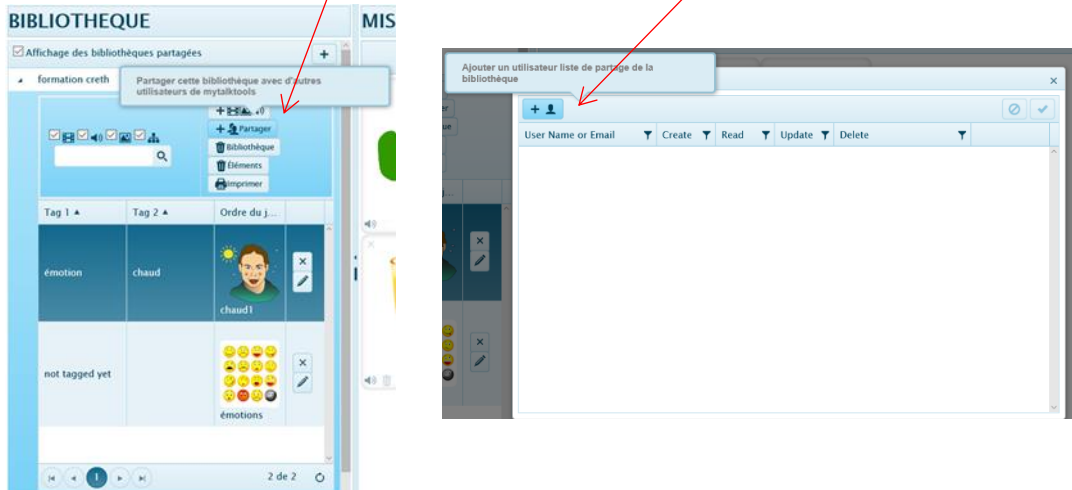 BIBLIOTHEQUE
MIS
Affichage des bibliothèques partagées
+
formation creth
Partager cette bibliothèque avec d'autres
utilisateurs de mytalktools
+
+ Partager
Bibliothèque
Éléments
Imprimer
Tag 1 ▲
Tag 2 ▲
Ordre du j...
émotion
chaud
chaud1
not tagged yet
émotions
1
2 de 2
Ajouter un utilisateur liste de partage de la
bibliothèque
+
User Name or Email
Create
Read
Update
Delete